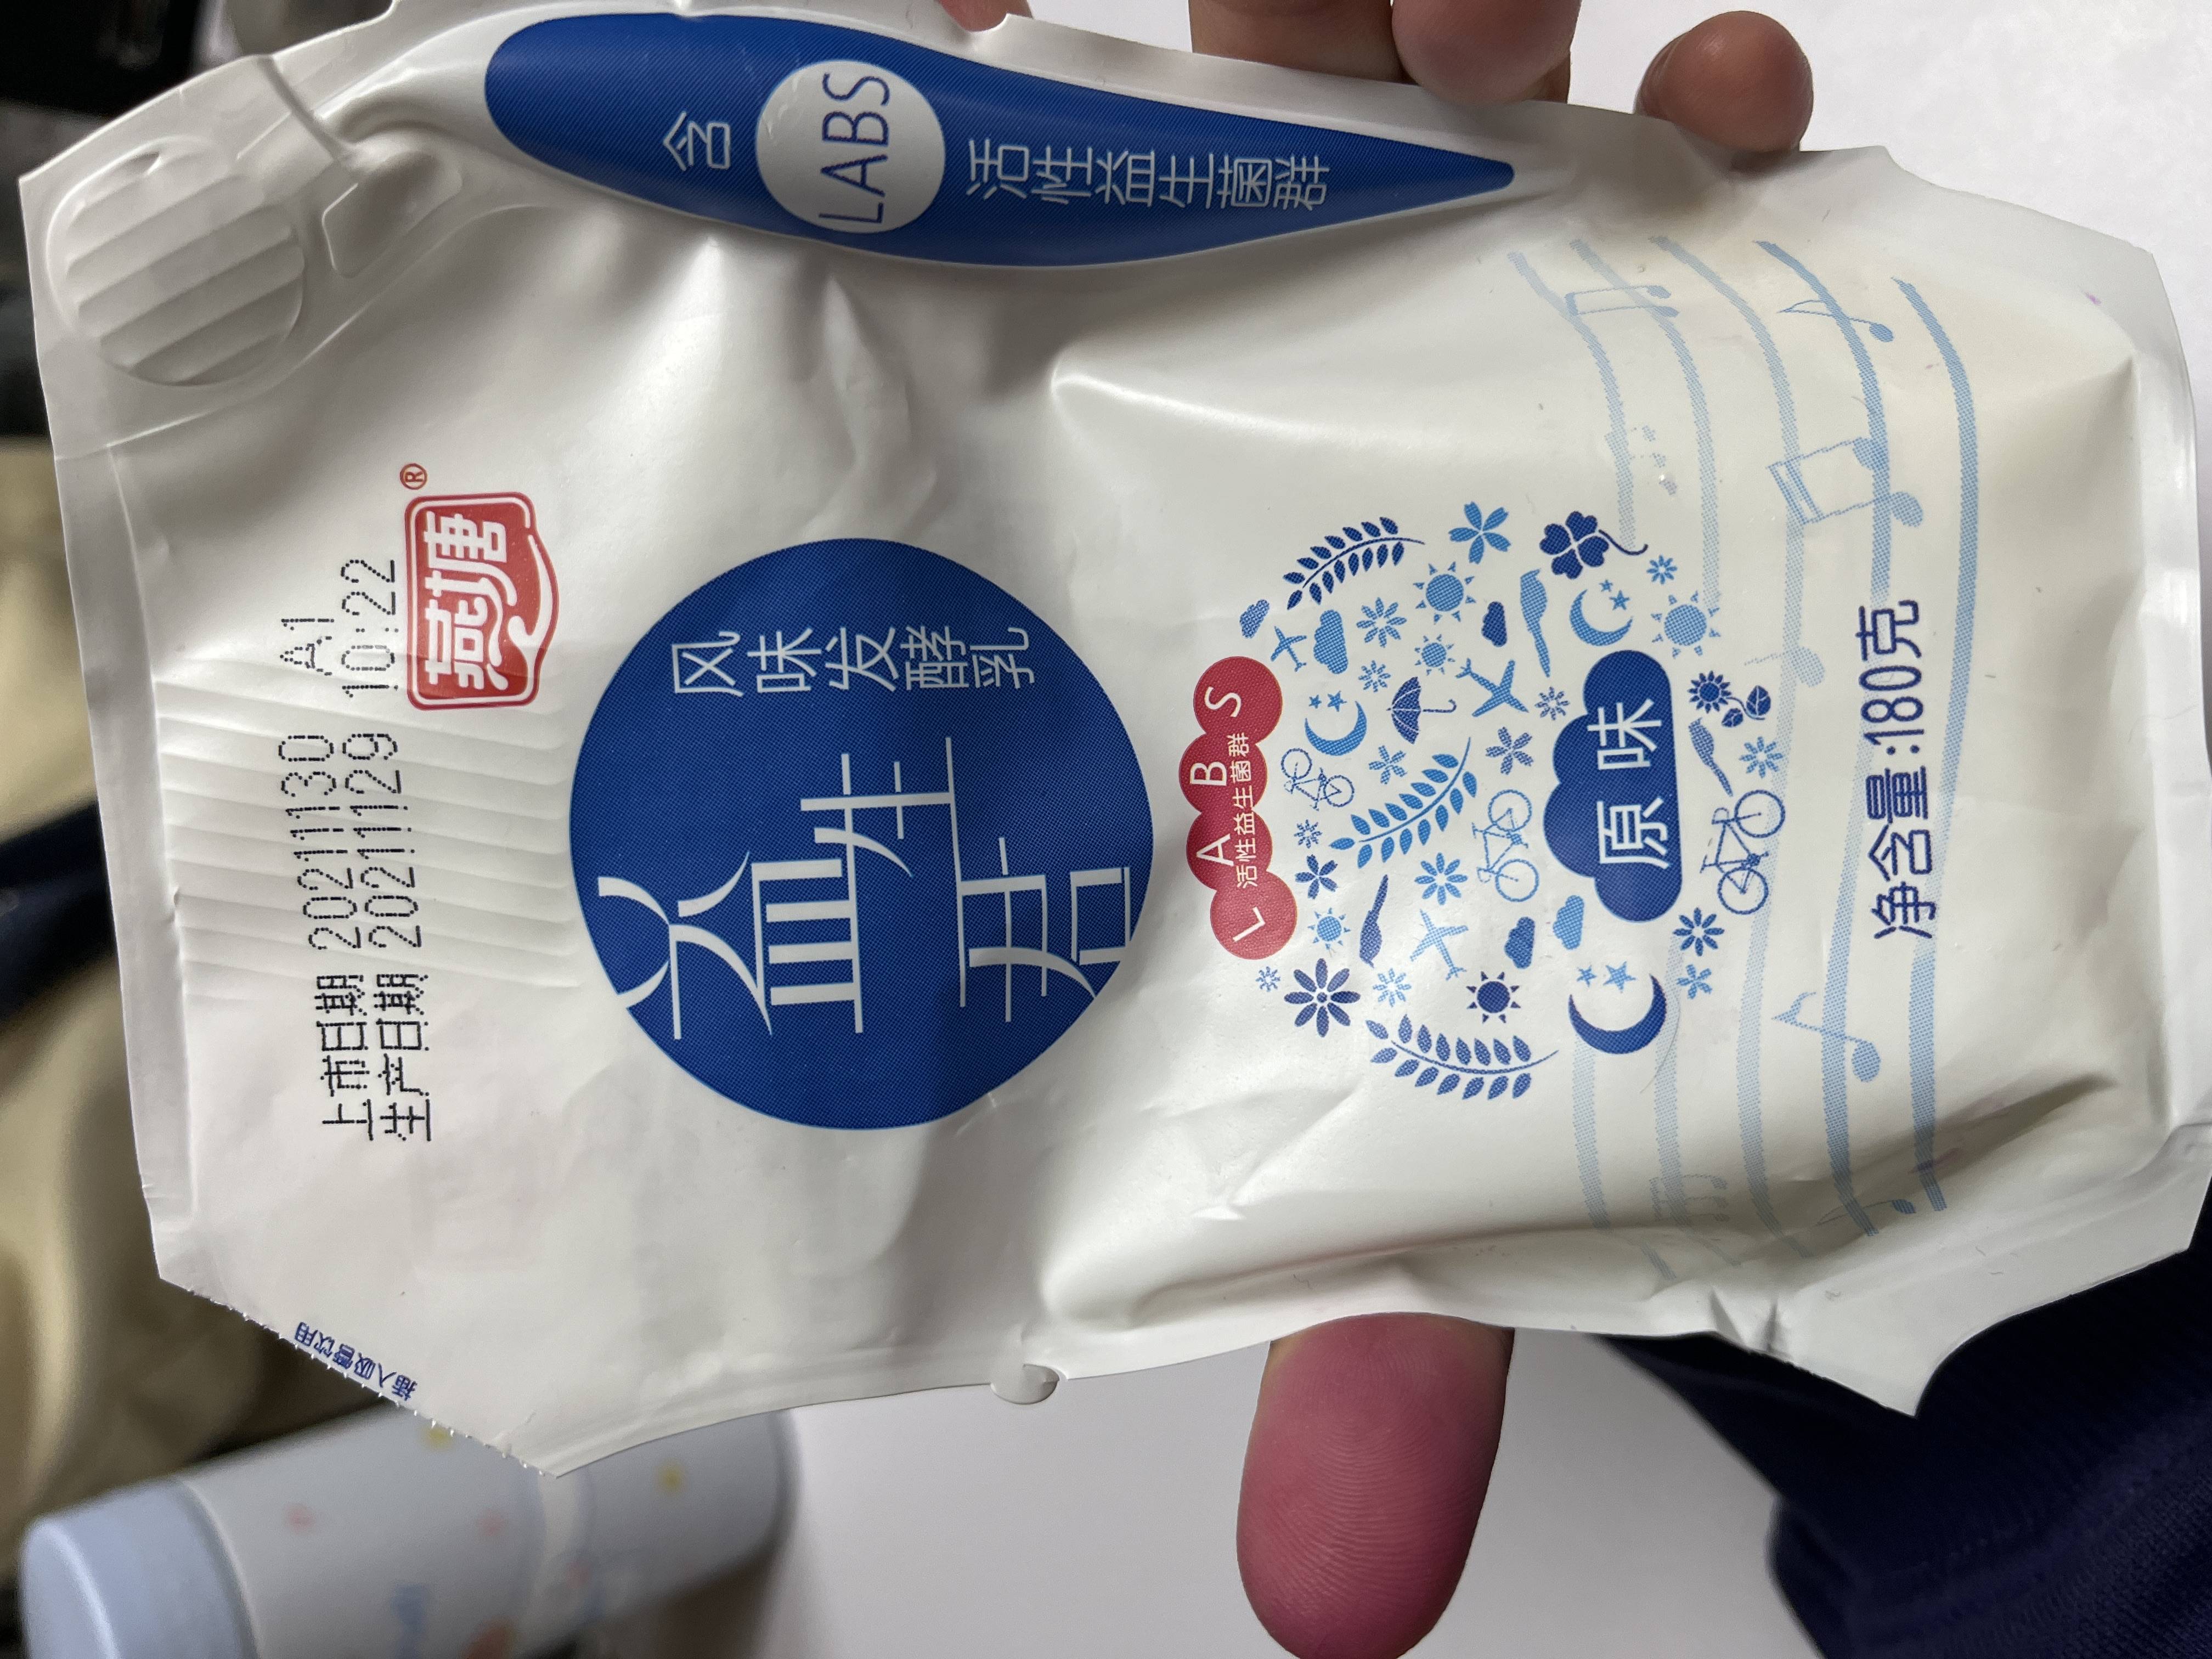 A1
上市日期 20211130
生产日期 20211129 10:22
燕塘®
风味发酵乳
益生君
LABS
活性益生菌群
原味
净含量:180克
含
LABS
活性益生菌群
插入吸管饮用